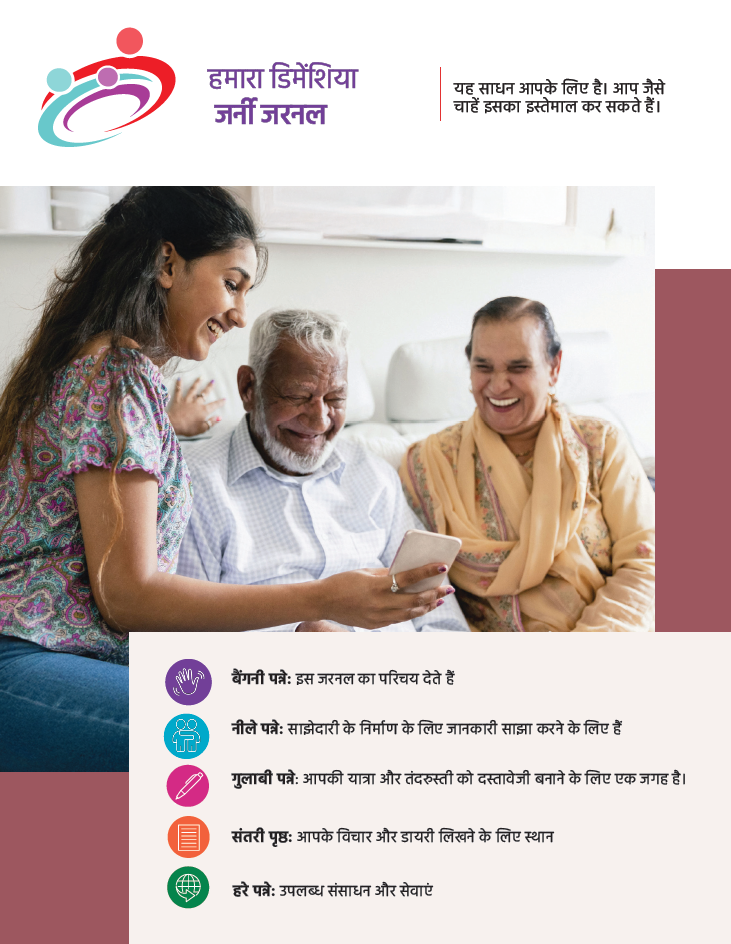 हमारा डिमेंशिया
जर्नी जरनल
यह साधन आपके लिए है। आप जैसे
चाहें इसका इस्तेमाल कर सकते हैं।
बैंगनी पन्ने: इस जरनल का परिचय देते हैं
नीले पन्ने: साझेदारी के निर्माण के लिए जानकारी साझा करने के लिए हैं
गुलाबी पन्ने: आपकी यात्रा और तंदरुस्ती को दस्तावेजी बनाने के लिए एक जगह है।
संतरी पृष्ठ: आपके विचार और डायरी लिखने के लिए स्थान
हरे पन्ने: उपलब्ध संसाधन और सेवाएं